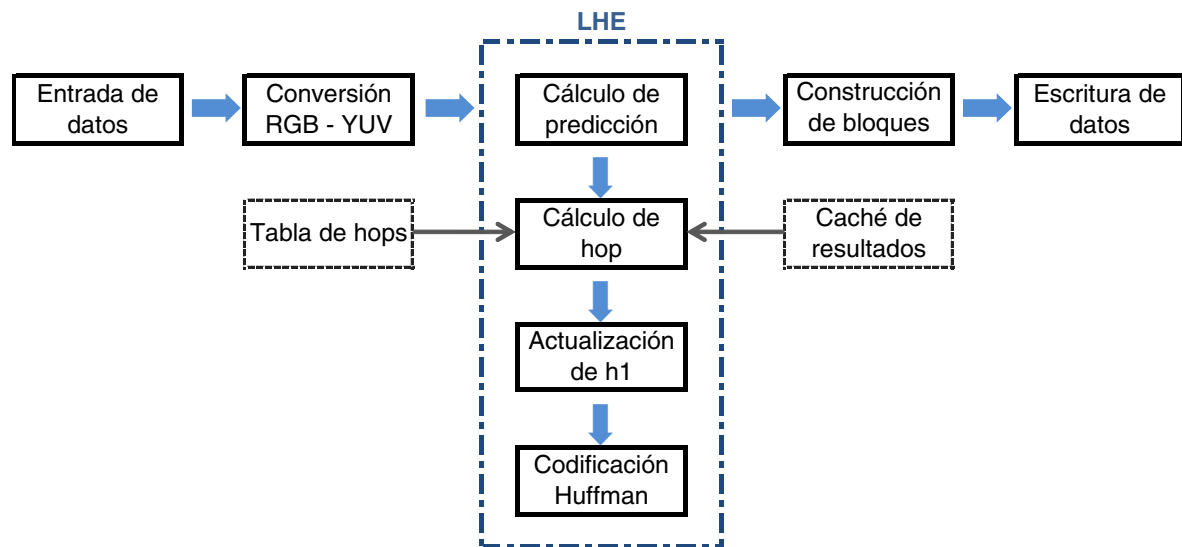 LHE
Entrada de
datos
Conversión
RGB - YUV
Cálculo de
predicción
Construcción
de bloques
Escritura de
datos
Tabla de hops
Cálculo de
hop
Caché de
resultados
Actualización
de h1
Codificación
Huffman